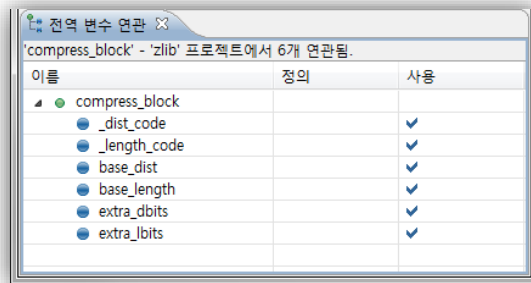 전역 변수 연관
'compress_block' - 'zlib' 프로젝트에서 6개 연관됨.
이름 정의 사용
compress_block
_dist_code
_length_code
base_dist
base_length
extra_dbits
extra_lbits